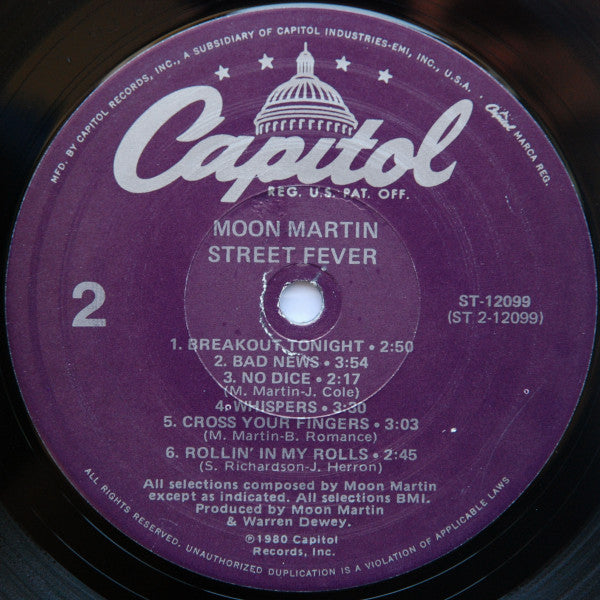 MFD. BY CAPITOL RECORDS, INC., A SUBSIDIARY OF CAPITOL INDUSTRIES-EMI, INC., U.S.A. • Capitol MARCA REG.
Capitol
REG. U.S. PAT. OFF.
MOON MARTIN
STREET FEVER
2
ST-12099
(ST 2-12099)
1. BREAKOUT TONIGHT • 2:50
2. BAD NEWS • 3:54
3. NO DICE • 2:17
(M. Martin-J. Cole)
4. WHISPERS • 3:30
5. CROSS YOUR FINGERS • 3:03
(M. Martin-B. Romance)
6. ROLLIN' IN MY ROLLS • 2:45
(S. Richardson-J. Herron)
All selections composed by Moon Martin
except as indicated. All selections BMI.
Produced by Moon Martin
& Warren Dewey.
℗1980 Capitol
Records, Inc.
ALL RIGHTS RESERVED. UNAUTHORIZED DUPLICATION IS A VIOLATION OF APPLICABLE LAWS